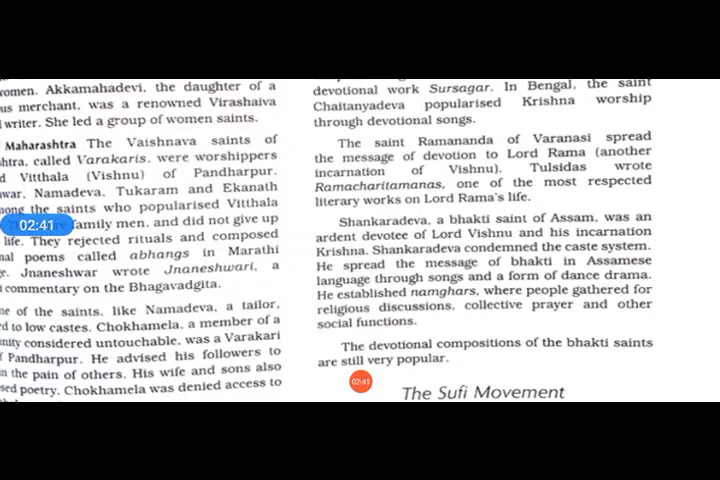 women. Akkamahadevi, the daughter of a
us merchant, was a renowned Virashaiva
writer. She led a group of women saints.
Maharashtra The Vaishnava saints of
htra, called Varakaris, were worshippers
d Vitthala (Vishnu) of Pandharpur.
war, Namadeva, Tukaram and Ekanath
mong the saints who popularised Vitthala
02:41
family men, and did not give up
life. They rejected rituals and composed
nal poems called abhangs in Marathi
ge. Jnaneshwar wrote Jnaneshwari, a
i commentary on the Bhagavadgita.
ne of the saints, like Namadeva, a tailor,
ed to low castes. Chokhamela, a member of a
unity considered untouchable, was a Varakari
f Pandharpur. He advised his followers to
n the pain of others. His wife and sons also
sed poetry. Chokhamela was denied access to
devotional work Sursagar. In Bengal, the saint
Chaitanyadeva popularised Krishna worship
through devotional songs.
The saint Ramananda of Varanasi spread
the message of devotion to Lord Rama (another
incarnation of Vishnu). Tulsidas wrote
Ramacharitamanas, one of the most respected
literary works on Lord Rama's life.
Shankaradeva, a bhakti saint of Assam, was an
ardent devotee of Lord Vishnu and his incarnation
Krishna. Shankaradeva condemned the caste system.
He spread the message of bhakti in Assamese
language through songs and a form of dance drama.
He established namghars, where people gathered for
religious discussions, collective prayer and other
social functions.
The devotional compositions of the bhakti saints
are still very popular.
02:41
The Sufi Movement